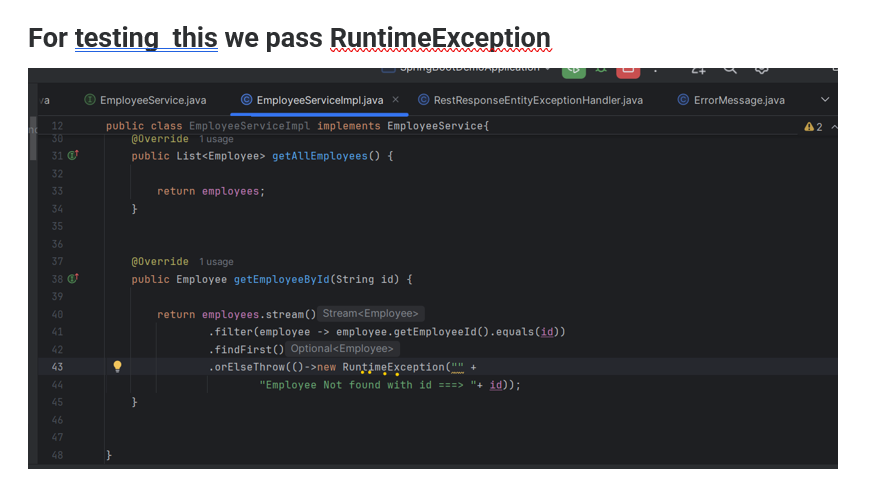 For testing  this we pass RuntimeException
SpringBootDemoApplication
va EmployeeService.java EmployeeServiceImpl.java × RestResponseEntityExceptionHandler.java ErrorMessage.java
12 public class EmployeeServiceImpl implements EmployeeService{ 2
30 @Override 1 usage
31 public List<Employee> getAllEmployees() {
32
33 return employees;
34 }
35
36
37 @Override 1 usage
38 public Employee getEmployeeById(String id) {
39
40 return employees.stream() Stream<Employee>
41 .filter(employee -> employee.getEmployeeId().equals(id))
42 .findFirst() Optional<Employee>
43 .orElseThrow(()->new RuntimeException("" +
44 "Employee Not found with id ===> "+ id));
45 }
46
47
48 }